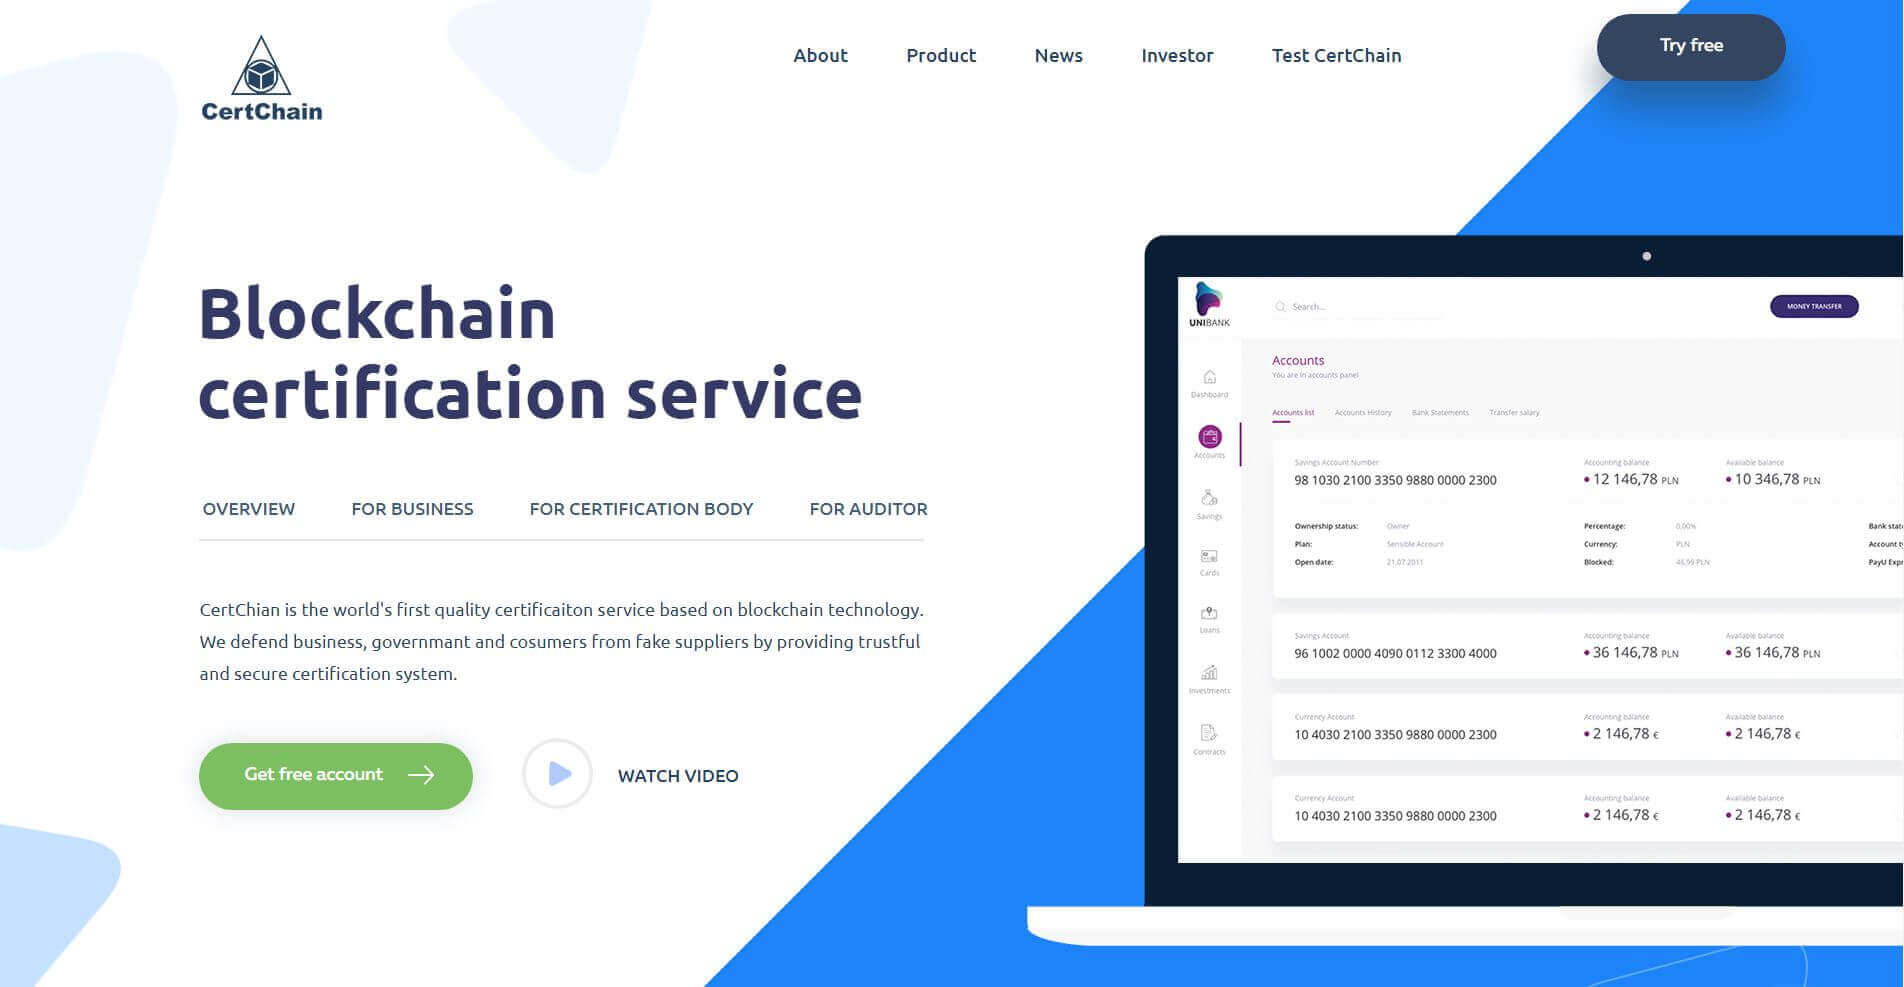 CertChain
About
Product
News
Investor
Test CertChain
Try free
Blockchain
certification service
OVERVIEW
FOR BUSINESS
FOR CERTIFICATION BODY
FOR AUDITOR
CertChian is the world's first quality certificaiton service based on blockchain technology.
We defend business, governmant and cosumers from fake suppliers by providing trustful
and secure certification system.
Get free account
WATCH VIDEO
UNIBANK
Search...
MONEY TRANSFER
Dashboard
Accounts
Savings
Cards
Loans
Investments
Contracts
Accounts
You are in accounts panel
Accounts list
Accounts History
Bank Statements
Transfer salary
Savings Account Number
98 1030 2100 3350 9880 0000 2300
Accounting balance
12 146,78 PLN
Available balance
10 346,78 PLN
Ownership status: Owner
Plan: Sensible Account
Open date: 21.07.2011
Percentage: 0,00%
Currency: PLN
Blocked: 46,99 PLN
Bank stat
Account t
PayU Exp
Savings Account
96 1002 0000 4090 0112 3300 4000
Accounting balance
36 146,78 PLN
Available balance
36 146,78 PLN
Currency Account
10 4030 2100 3350 9880 0000 2300
Accounting balance
2 146,78 €
Available balance
2 146,78 €
Currency Account
10 4030 2100 3350 9880 0000 2300
Accounting balance
2 146,78 €
Available balance
2 146,78 €